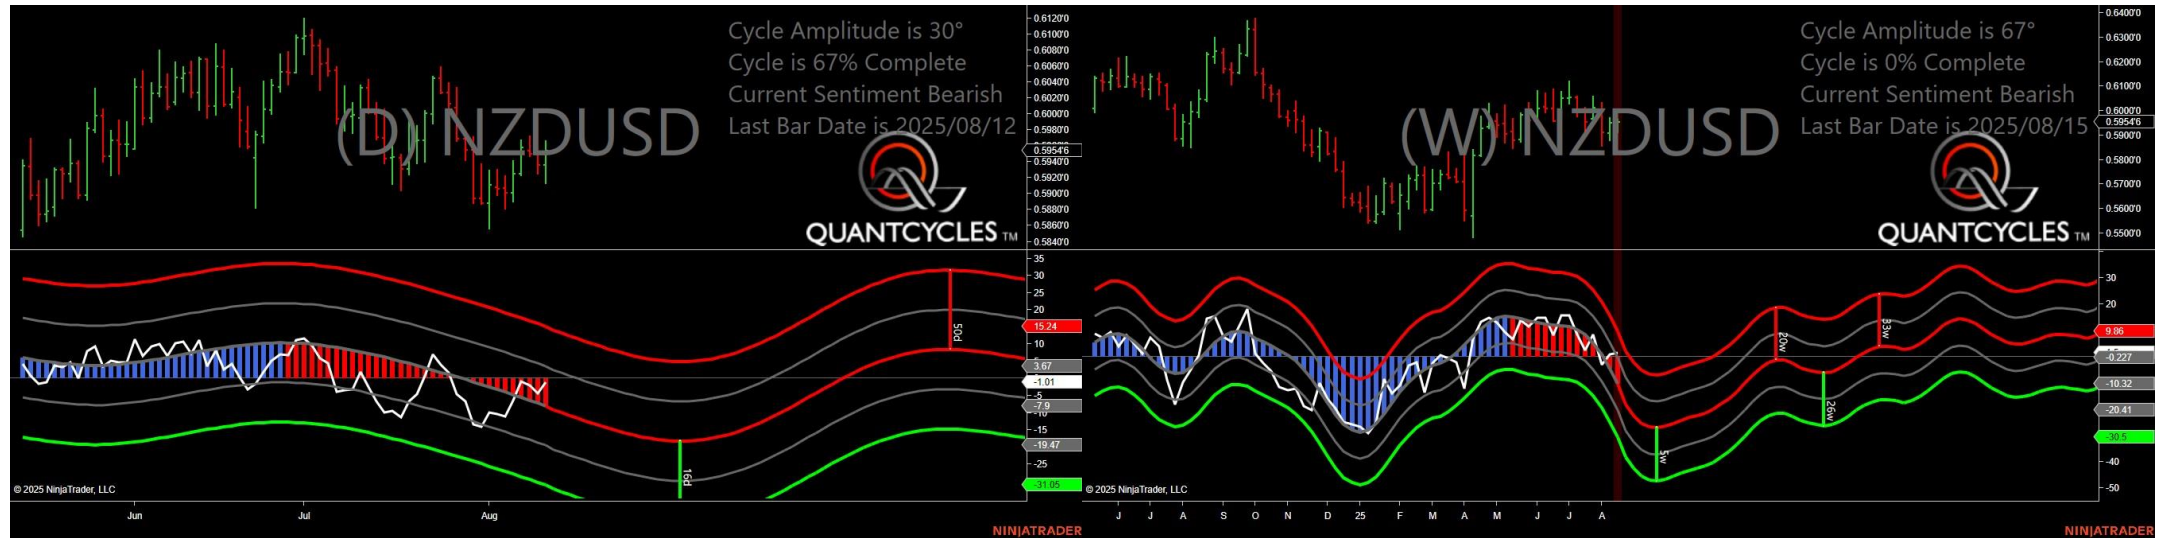 Cycle Amplitude is 30°
Cycle is 67% Complete
Current Sentiment Bearish
Last Bar Date is 2025/08/12
(D) NZDUSD
QUANTCYCLES TM
0.6120'0
0.6100'0
0.6080'0
0.6060'0
0.6040'0
0.6020'0
0.6000'0
0.5980'0
0.5954'6
0.5940'0
0.5920'0
0.5900'0
0.5880'0
0.5860'0
0.5840'0
35
30
25
20
15.24
10
5
3.67
-1.01
-5
-7.9
-10
-15
-19.47
-25
-31.05
50d
16d
© 2025 NinjaTrader, LLC
Jun
Jul
Aug
NINJATRADER
Cycle Amplitude is 67°
Cycle is 0% Complete
Current Sentiment Bearish
Last Bar Date is 2025/08/15
(W) NZDUSD
QUANTCYCLES TM
0.6400'0
0.6300'0
0.6200'0
0.6100'0
0.6000'0
0.5954'6
0.5900'0
0.5800'0
0.5700'0
0.5600'0
0.5500'0
30
20
9.86
-0.227
-10.32
-20.41
-30.5
-40
-50
5w
20w
26w
33w
© 2025 NinjaTrader, LLC
J
J
A
S
O
N
D
25
F
M
A
M
J
J
A
NINJATRADER